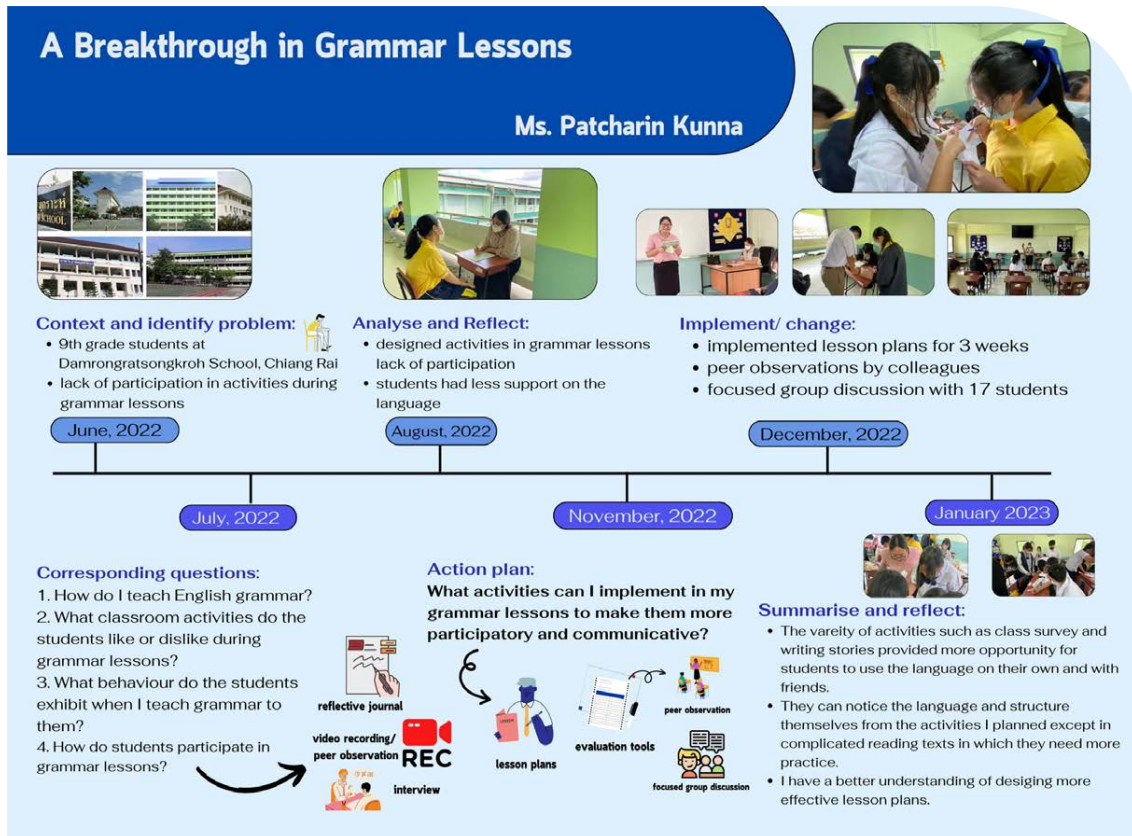 A Breakthrough in Grammar Lessons
Ms. Patcharin Kunna
SCHOOL
Context and identify problem:
• 9th grade students at
Damrongratsongkroh School, Chiang Rai
• lack of participation in activities during
grammar lessons
June, 2022
Analyse and Reflect:
• designed activities in grammar lessons
lack of participation
• students had less support on the
language
August, 2022
Implement/ change:
• implemented lesson plans for 3 weeks
• peer observations by colleagues
• focused group discussion with 17 students
December, 2022
July, 2022
November, 2022
January 2023
Corresponding questions:
1. How do I teach English grammar?
2. What classroom activities do the
students like or dislike during
grammar lessons?
3. What behaviour do the students
exhibit when I teach grammar to
them?
4. How do students participate in
grammar lessons?
reflective journal
video recording/
peer observation
REC
interview
Action plan:
What activities can I implement in my
grammar lessons to make them more
participatory and communicative?
lesson plans
evaluation tools
peer observation
focused group discussion
Summarise and reflect:
• The vareity of activities such as class survey and
writing stories provided more opportunity for
students to use the language on their own and with
friends.
• They can notice the language and structure
themselves from the activities I planned except in
complicated reading texts in which they need more
practice.
• I have a better understanding of desiging more
effective lesson plans.